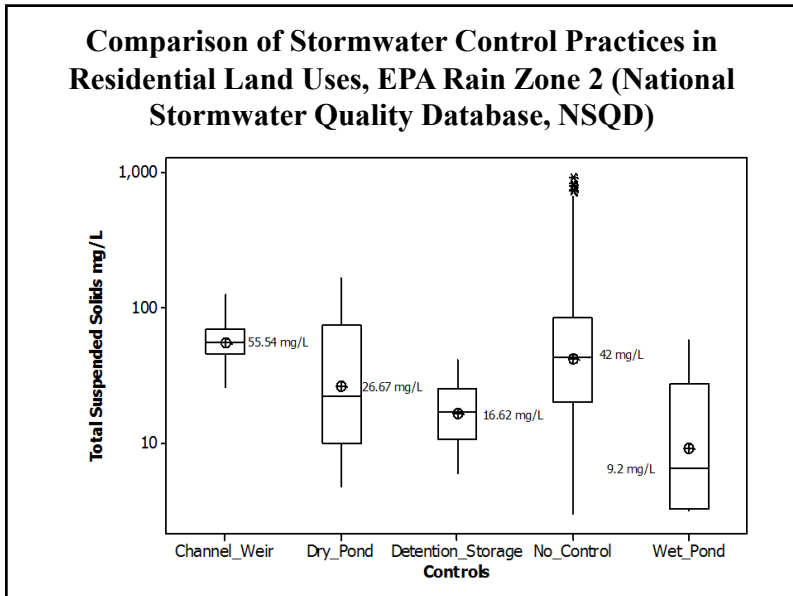 Comparison of Stormwater Control Practices in
Residential Land Uses, EPA Rain Zone 2 (National
Stormwater Quality Database, NSQD)
1,000
100
10
Total Suspended Solids mg/L
55.54 mg/L
26.67 mg/L
16.62 mg/L
42 mg/L
9.2 mg/L
Channel_Weir Dry_Pond Detention_Storage No_Control Wet_Pond
Controls